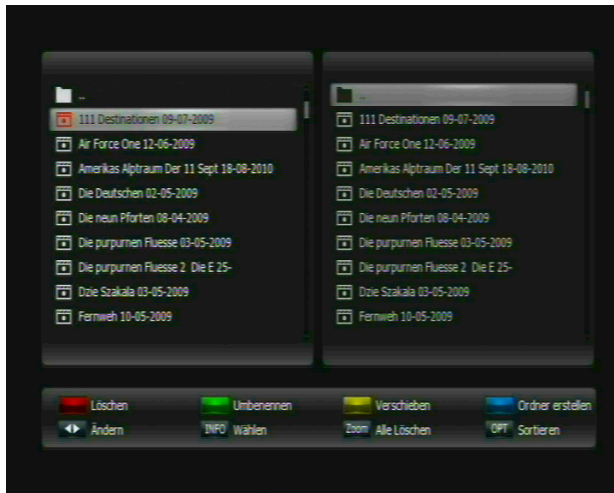 ..
111 Destinationen 09-07-2009
Air Force One 12-06-2009
Amerikas Alptraum Der 11 Sept 18-08-2010
Die Deutschen 02-05-2009
Die neun Pforten 08-04-2009
Die purpurnen Fluesse 03-05-2009
Die purpurnen Fluesse 2 Die E 25-
Dzie Szakala 03-05-2009
Fernweh 10-05-2009
..
111 Destinationen 09-07-2009
Air Force One 12-06-2009
Amerikas Alptraum Der 11 Sept 18-08-2010
Die Deutschen 02-05-2009
Die neun Pforten 08-04-2009
Die purpurnen Fluesse 03-05-2009
Die purpurnen Fluesse 2 Die E 25-
Dzie Szakala 03-05-2009
Fernweh 10-05-2009
Löschen Umbenennen Verschieben Ordner erstellen
Ändern INFO Wählen Zoom Alle Löschen OPT Sortieren